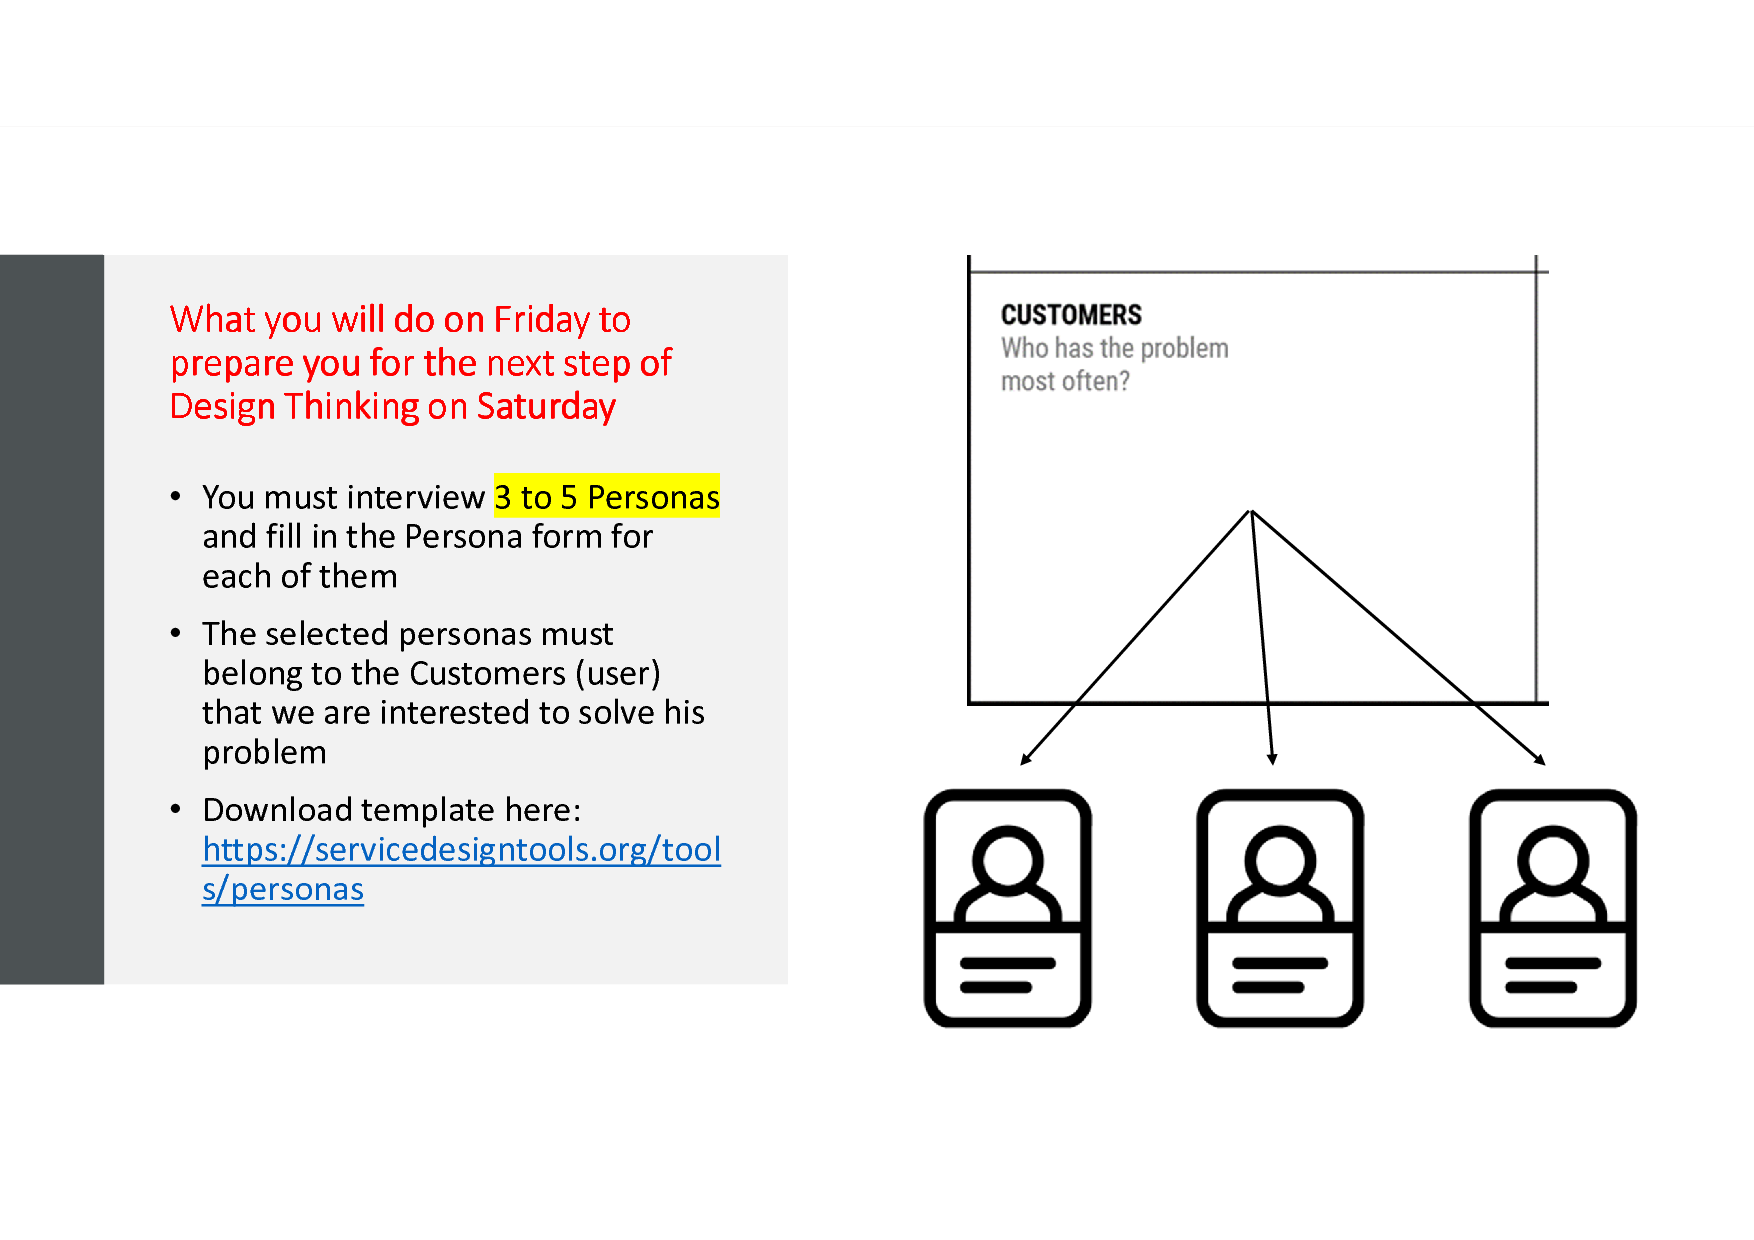 What you will do on Friday to
prepare you for the next step of
Design Thinking on Saturday
• You must interview 3 to 5 Personas
and fill in the Persona form for
each of them
• The selected personas must
belong to the Customers (user)
that we are interested to solve his
problem
• Download template here:
https://servicedesigntools.org/tool
s/personas
CUSTOMERS
Who has the problem
most often?